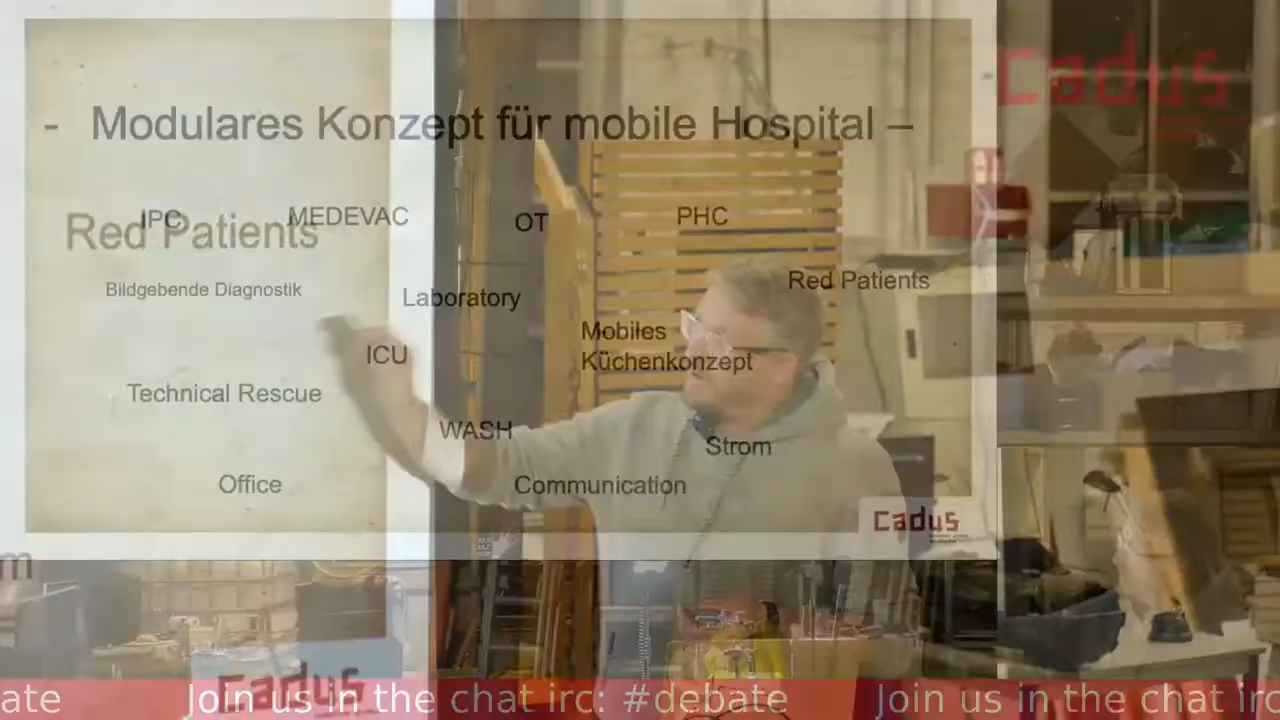 cadus
- Modulares Konzept für mobile Hospital –
IPC MEDEVAC OT PHC
Red Patients
Red Patients
Bildgebende Diagnostik
Laboratory
Mobiles
Küchenkonzept
ICU
Technical Rescue
WASH
Strom
Office
Communication
cadus
m
cadus
ate Join us in the chat irc: #debate Join us in the chat irc